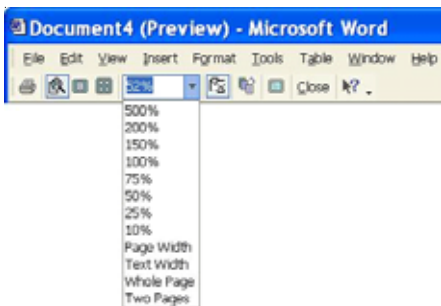 Document4 (Preview) - Microsoft Word
File Edit View Insert Format Tools Table Window Help
52% Close
500%
200%
150%
100%
75%
50%
25%
10%
Page Width
Text Width
Whole Page
Two Pages